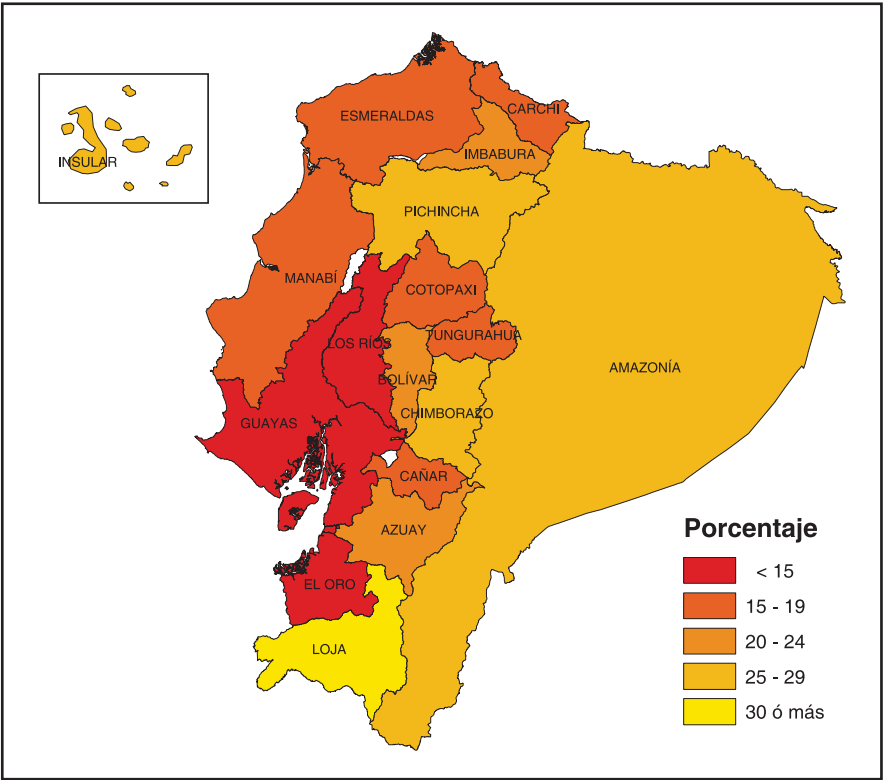 ESMERALDAS
CARCHI
IMBABURA
INSULAR
PICHINCHA
MANABÍ
COTOPAXI
TUNGURAHUA
LOS RÍOS
AMAZONÍA
BOLÍVAR
CHIMBORAZO
GUAYAS
CAÑAR
AZUAY
EL ORO
LOJA
Porcentaje
< 15
15 - 19
20 - 24
25 - 29
30 ó más